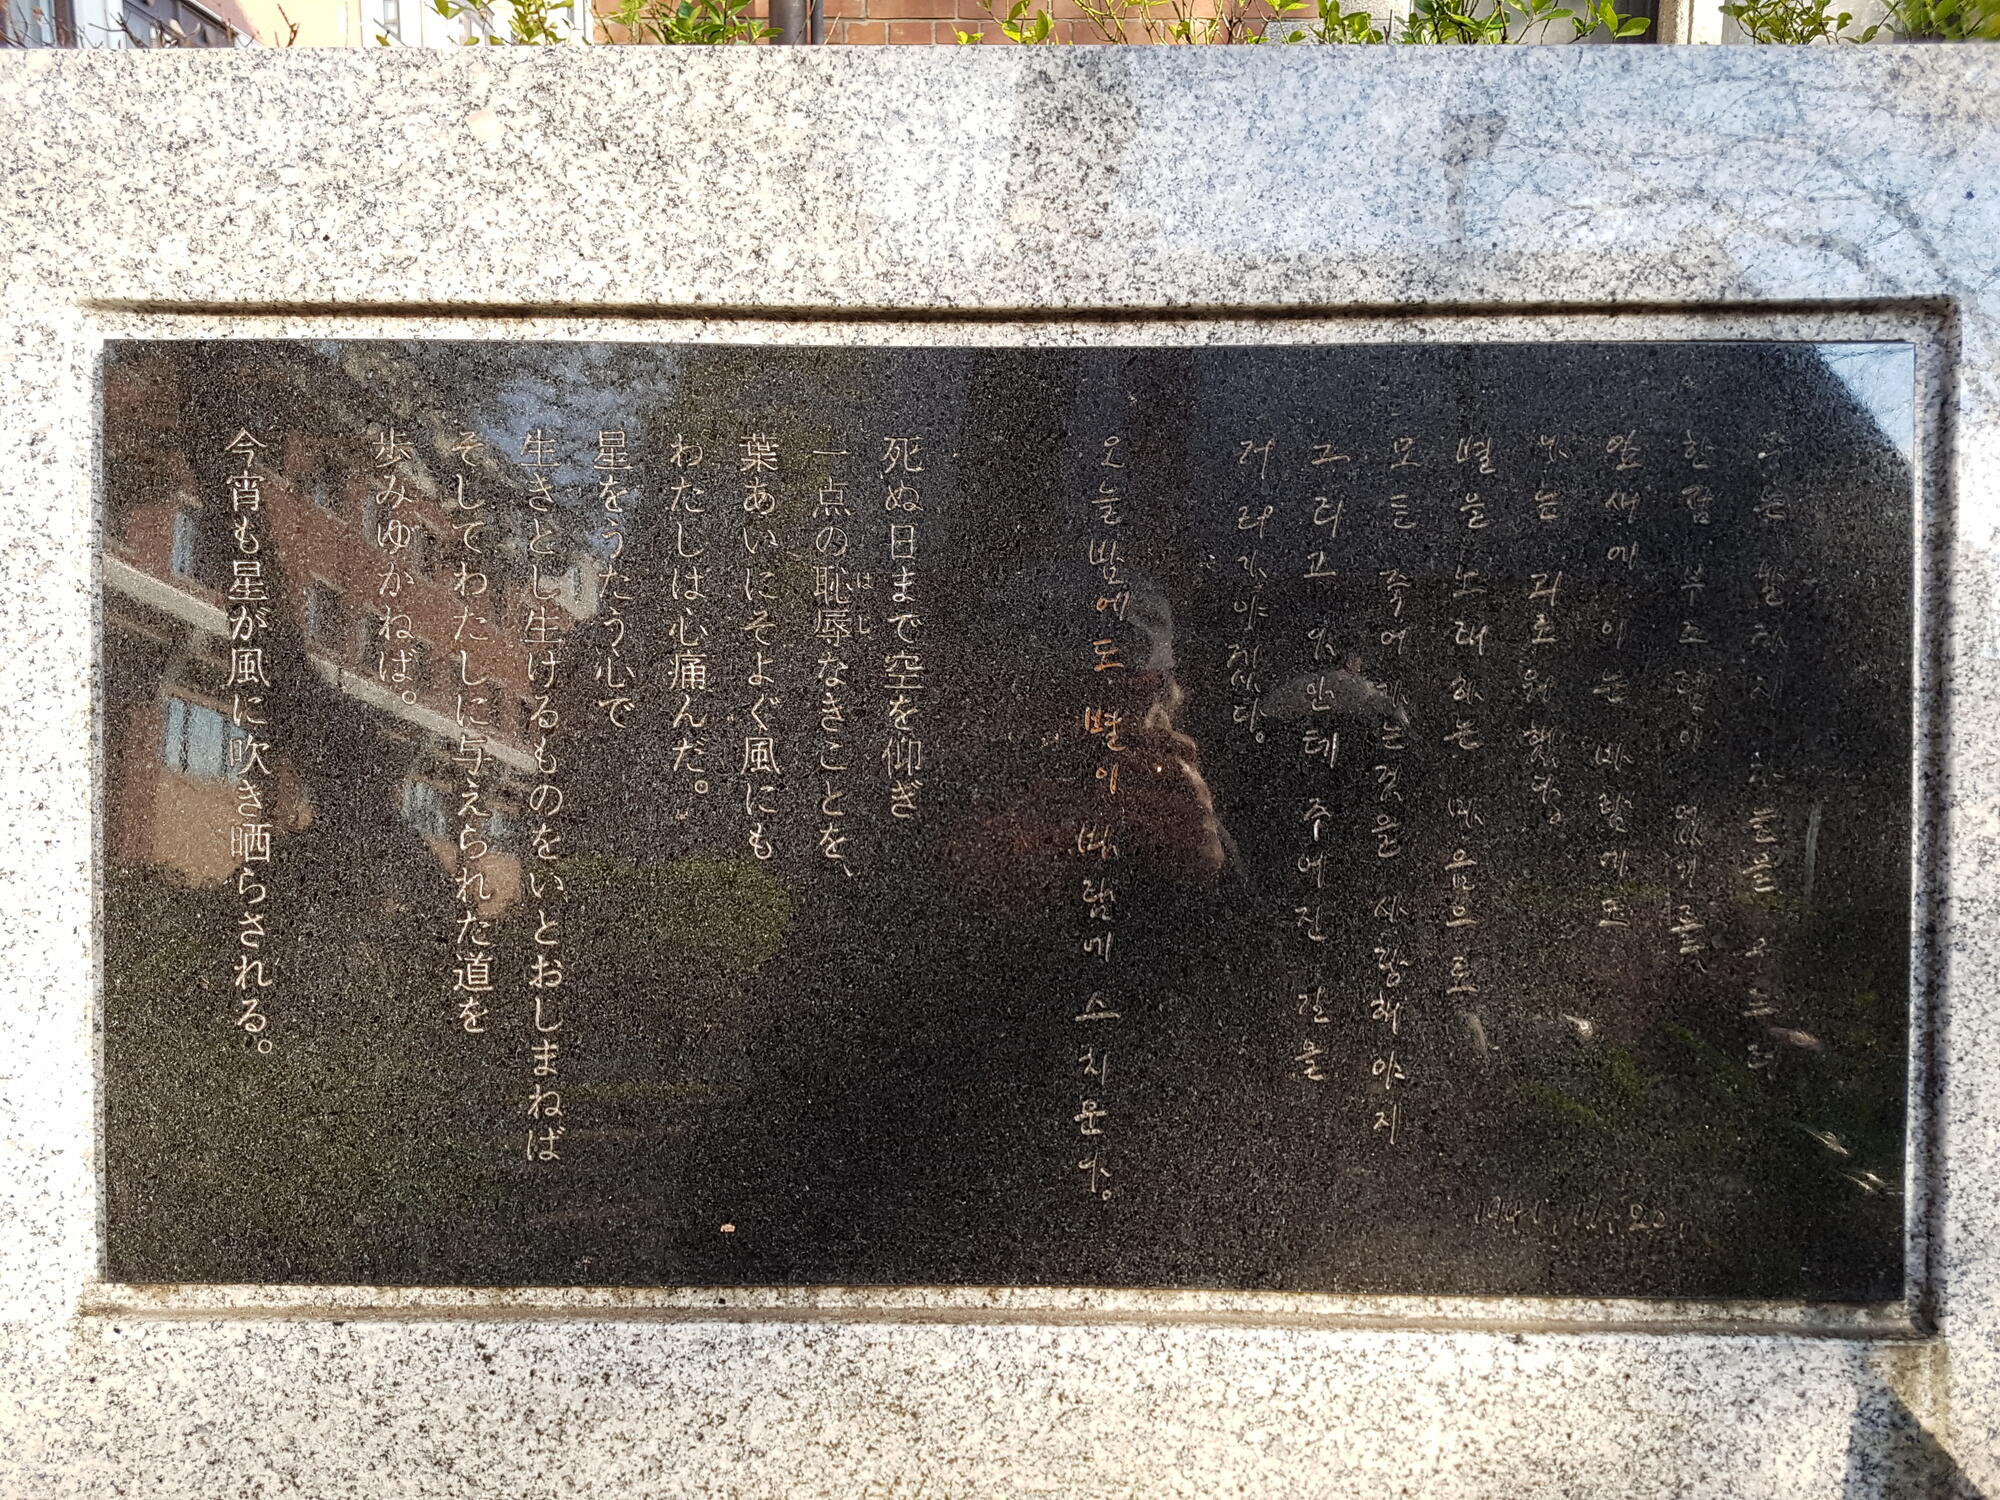 죽는 날까지 하늘을 우르러
한점 부끄럼이 없기를,
잎새에 이는 바람에도
나는 괴로워했다.
별을 노래하는 마음으로
모든 죽어가는것을 사랑해야지
그리고 나안테 주어진 길을
거러가야겠다.
오늘밤에도 별이 바람에 스치운다.
1941.11.20.
死ぬ日まで空を仰ぎ
一点の恥辱なきことを、
はじ
葉あいにそよぐ風にも
わたしは心痛んだ。
星をうたう心で
生きとし生けるものをいとおしまねば
そしてわたしに与えられた道を
歩みゆかねば。
今宵も星が風に吹き晒らされる。